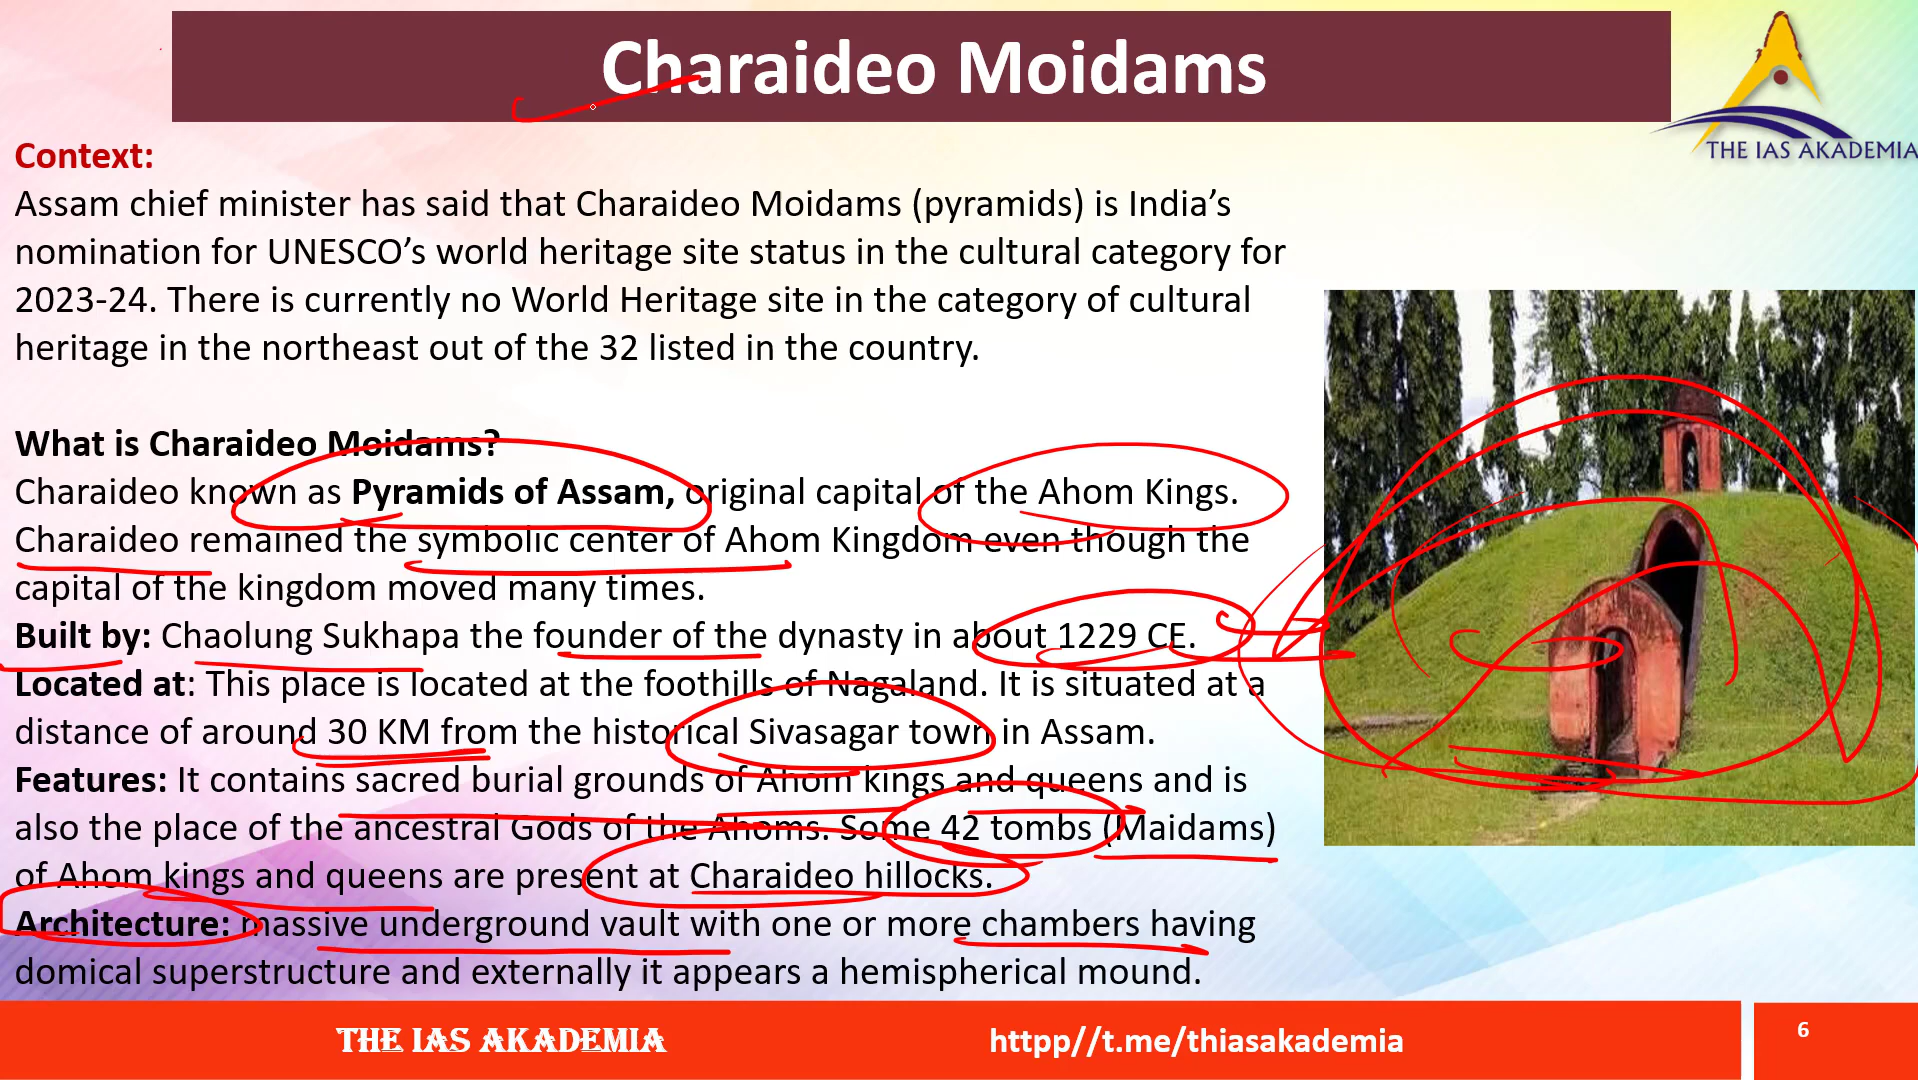 Charaideo Moidams
THE IAS AKADEMIA
Context:
Assam chief minister has said that Charaideo Moidams (pyramids) is India’s
nomination for UNESCO’s world heritage site status in the cultural category for
2023-24. There is currently no World Heritage site in the category of cultural
heritage in the northeast out of the 32 listed in the country.
What is Charaideo Moidams?
Charaideo known as Pyramids of Assam, original capital of the Ahom Kings.
Charaideo remained the symbolic center of Ahom Kingdom even though the
capital of the kingdom moved many times.
Built by: Chaolung Sukhapa the founder of the dynasty in about 1229 CE.
Located at: This place is located at the foothills of Nagaland. It is situated at a
distance of around 30 KM from the historical Sivasagar town in Assam.
Features: It contains sacred burial grounds of Ahom kings and queens and is
also the place of the ancestral Gods of the Ahoms. Some 42 tombs (Maidams)
of Ahom kings and queens are present at Charaideo hillocks.
Architecture: massive underground vault with one or more chambers having
domical superstructure and externally it appears a hemispherical mound.
THE IAS AKADEMIA
httpp//t.me/thiasakademia
6